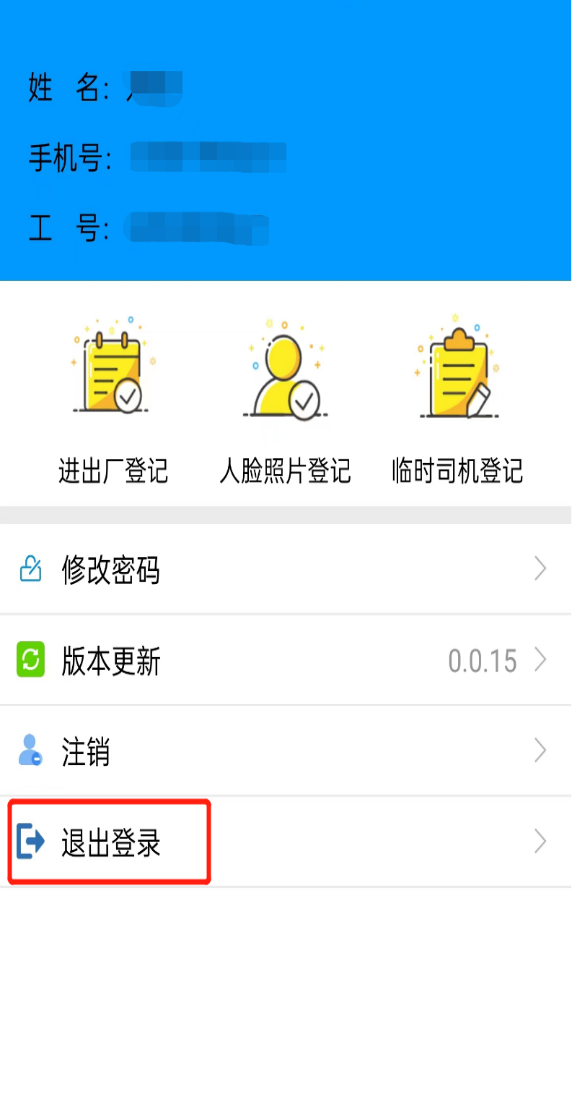 姓 名：
手机号：
工 号：
进出厂登记 人脸照片登记 临时司机登记
修改密码
版本更新 0.0.15
注销
退出登录